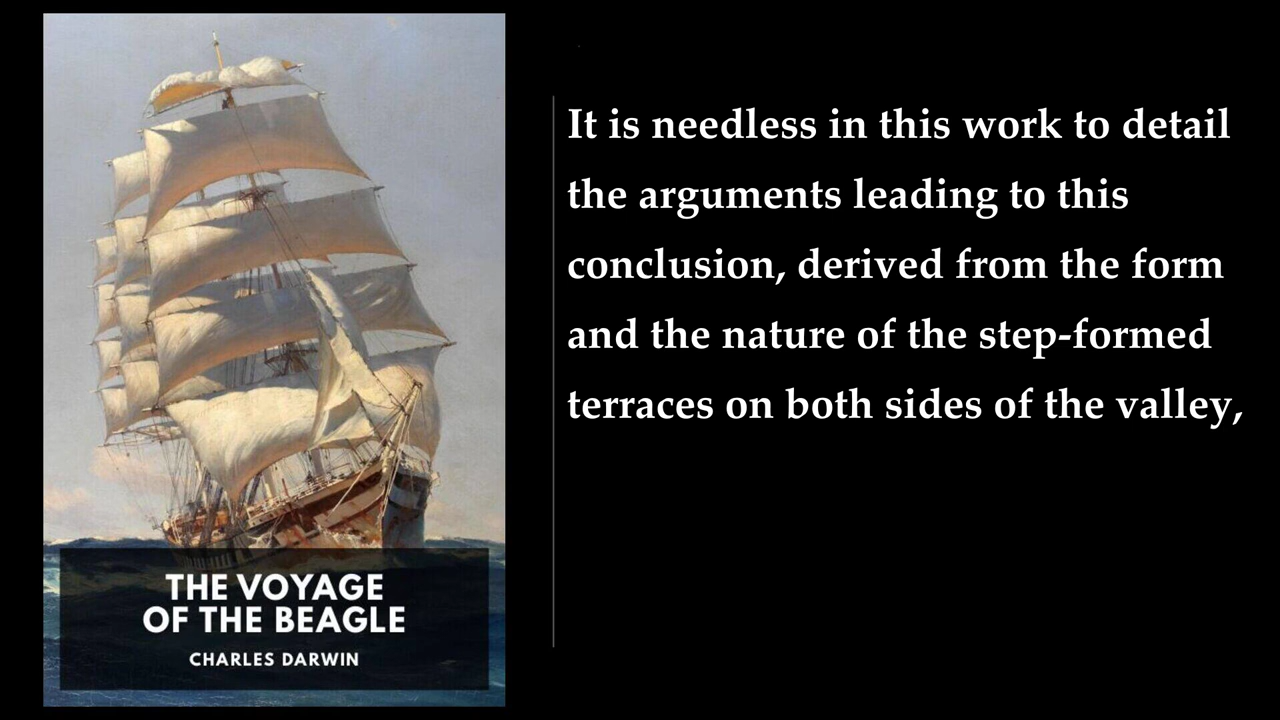 THE VOYAGE
OF THE BEAGLE
CHARLES DARWIN
It is needless in this work to detail
the arguments leading to this
conclusion, derived from the form
and the nature of the step-formed
terraces on both sides of the valley,